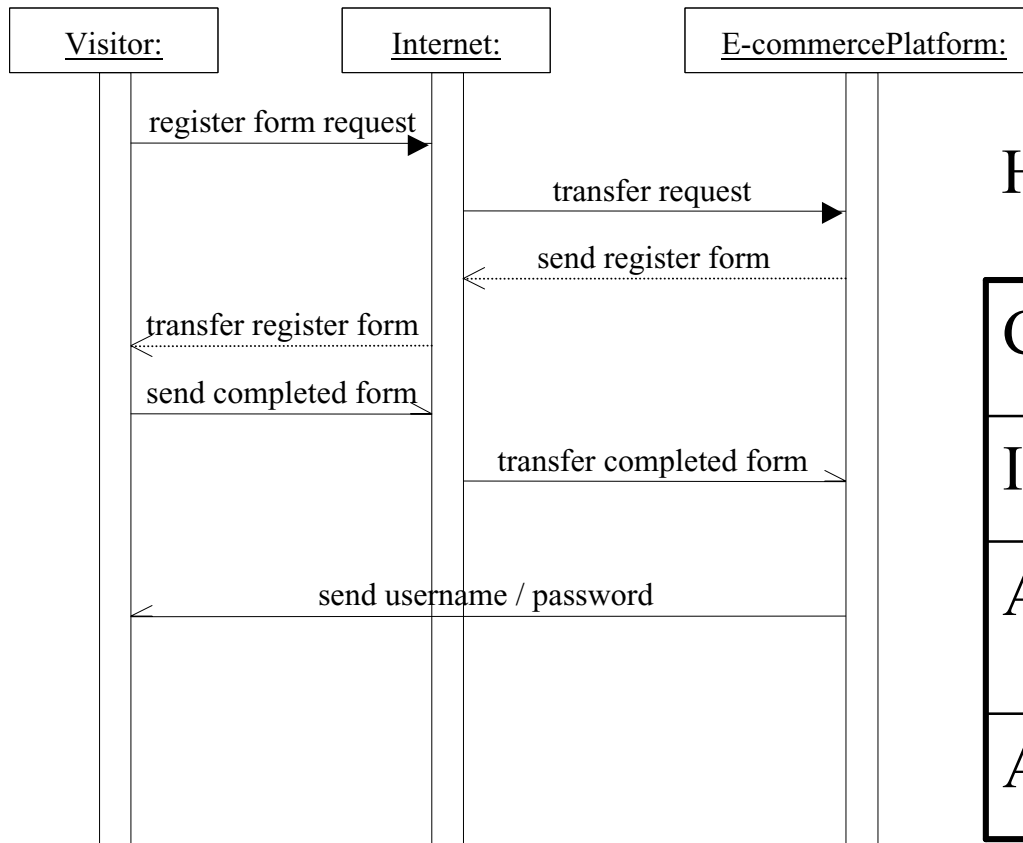 Visitor:
Internet:
E-commercePlatform:
register form request
transfer request
send register form
transfer register form
send completed form
transfer completed form
send username / password
H
C
I
A
A